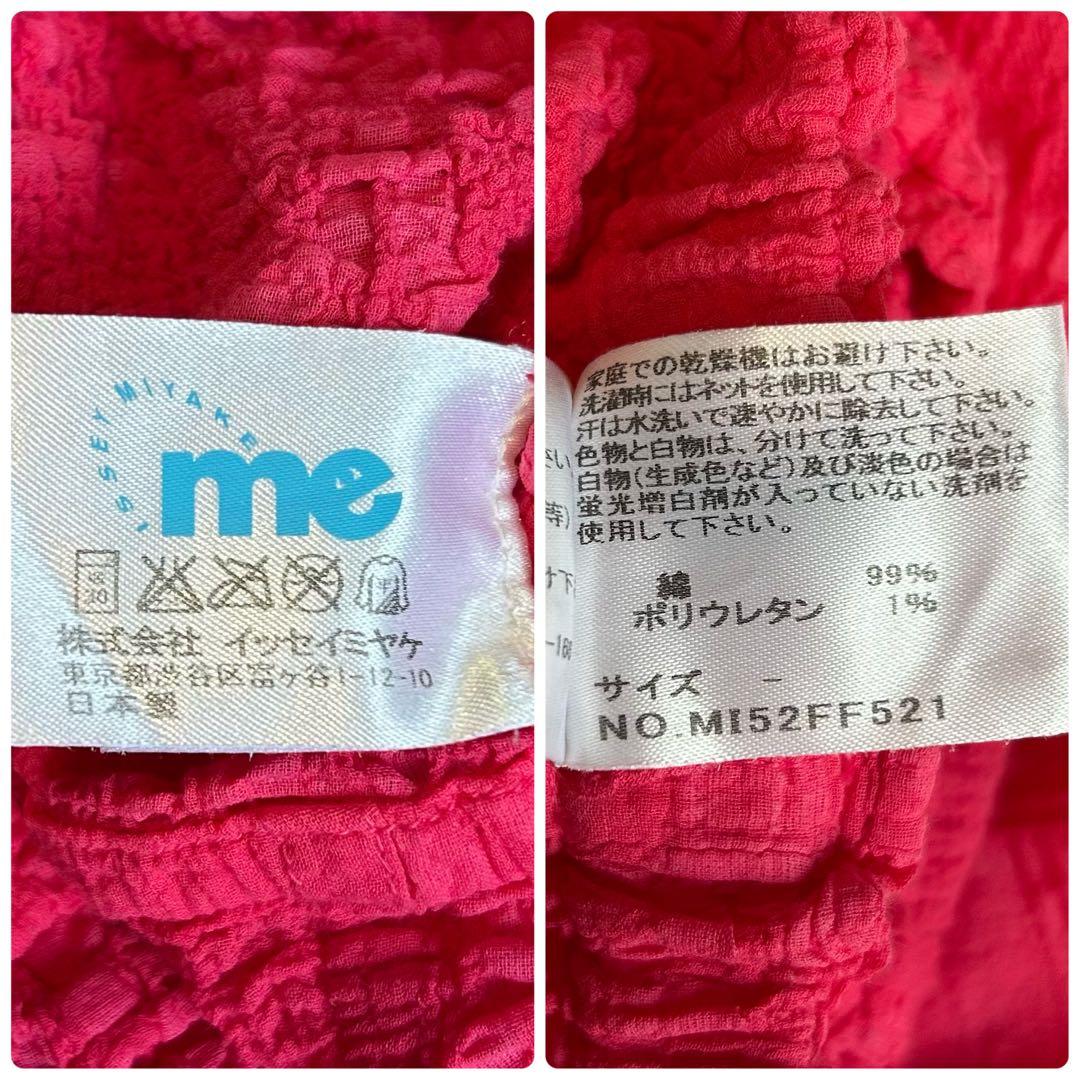 ISSEY MIYAKE
me
株式会社 イッセイミヤケ
東京都渋谷区富ヶ谷1-12-10
日本製
家庭での乾燥機はお避け下さい。
洗濯時にはネットを使用して下さい。
汗は水洗いで速やかに除去して下さい。
色物と白物は、分けて洗って下さい。
白物(生成色など)及び淡色の場合は
蛍光増白剤が入っていない洗剤を
使用して下さい。
綿 99%
ポリウレタン 1%
サイズ -
NO.MI52FF521